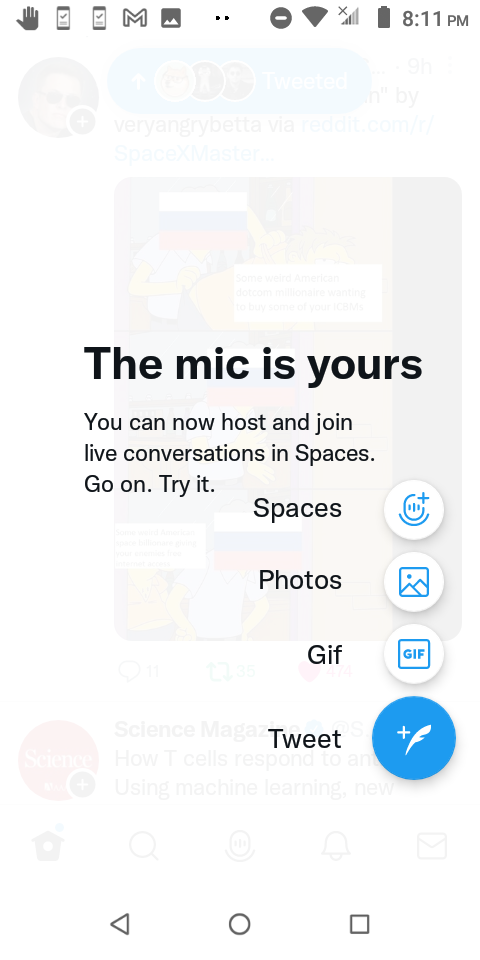 8:11 PM
... · 9h
Tweeted
n" by
veryangrybetta via reddit.com/r/
SpaceXMaster...
Some weird American
dotcom millionaire wanting
to buy some of your ICBMs
The mic is yours
You can now host and join
live conversations in Spaces.
Go on. Try it.
Spaces
Photos
Gif
GIF
11 35 474
Tweet
Science Magazine @S
Science
How T cells respond to ant
Using machine learning, new